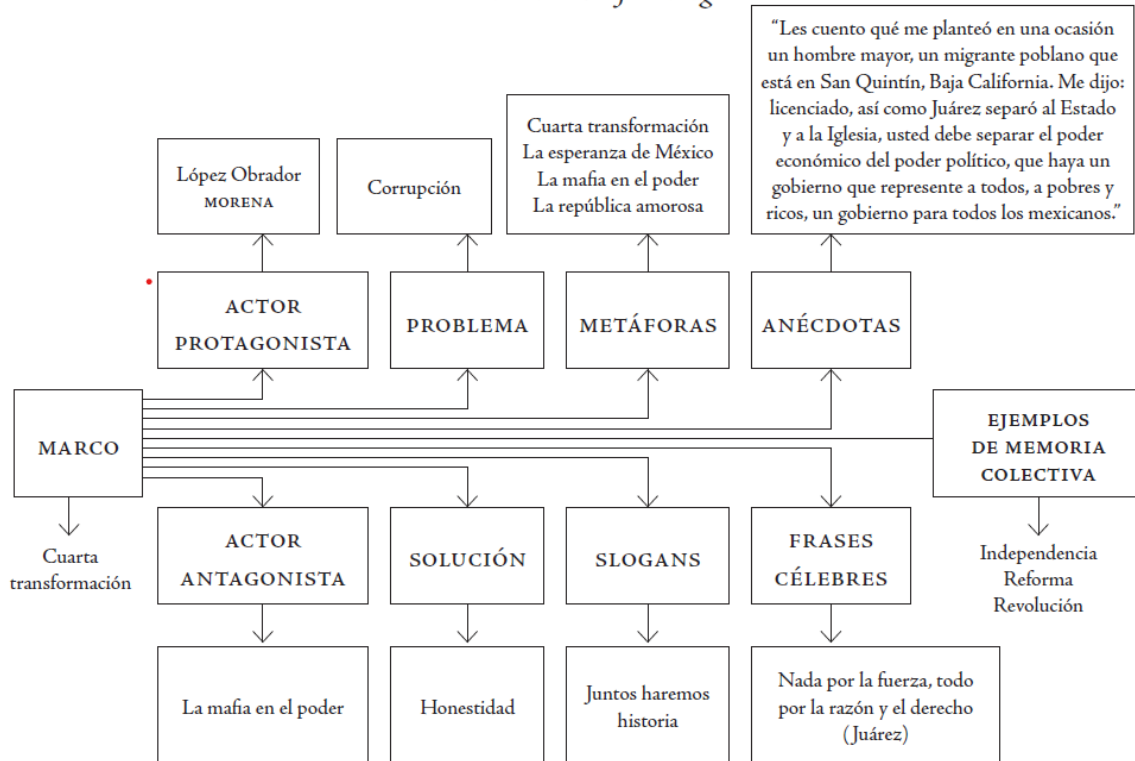 “Les cuento qué me planteó en una ocasión
un hombre mayor, un migrante poblano que
está en San Quintín, Baja California. Me dijo:
licenciado, así como Juárez separó al Estado
y a la Iglesia, usted debe separar el poder
económico del poder político, que haya un
gobierno que represente a todos, a pobres y
ricos, un gobierno para todos los mexicanos.”
López Obrador
MORENA
Corrupción
Cuarta transformación
La esperanza de México
La mafia en el poder
La república amorosa
ACTOR
PROTAGONISTA
PROBLEMA
METÁFORAS
ANÉCDOTAS
MARCO
EJEMPLOS
DE MEMORIA
COLECTIVA
Cuarta
transformación
ACTOR
ANTAGONISTA
SOLUCIÓN
SLOGANS
FRASES
CÉLEBRES
Independencia
Reforma
Revolución
La mafia en el poder
Honestidad
Juntos haremos
historia
Nada por la fuerza, todo
por la razón y el derecho
(Juárez)